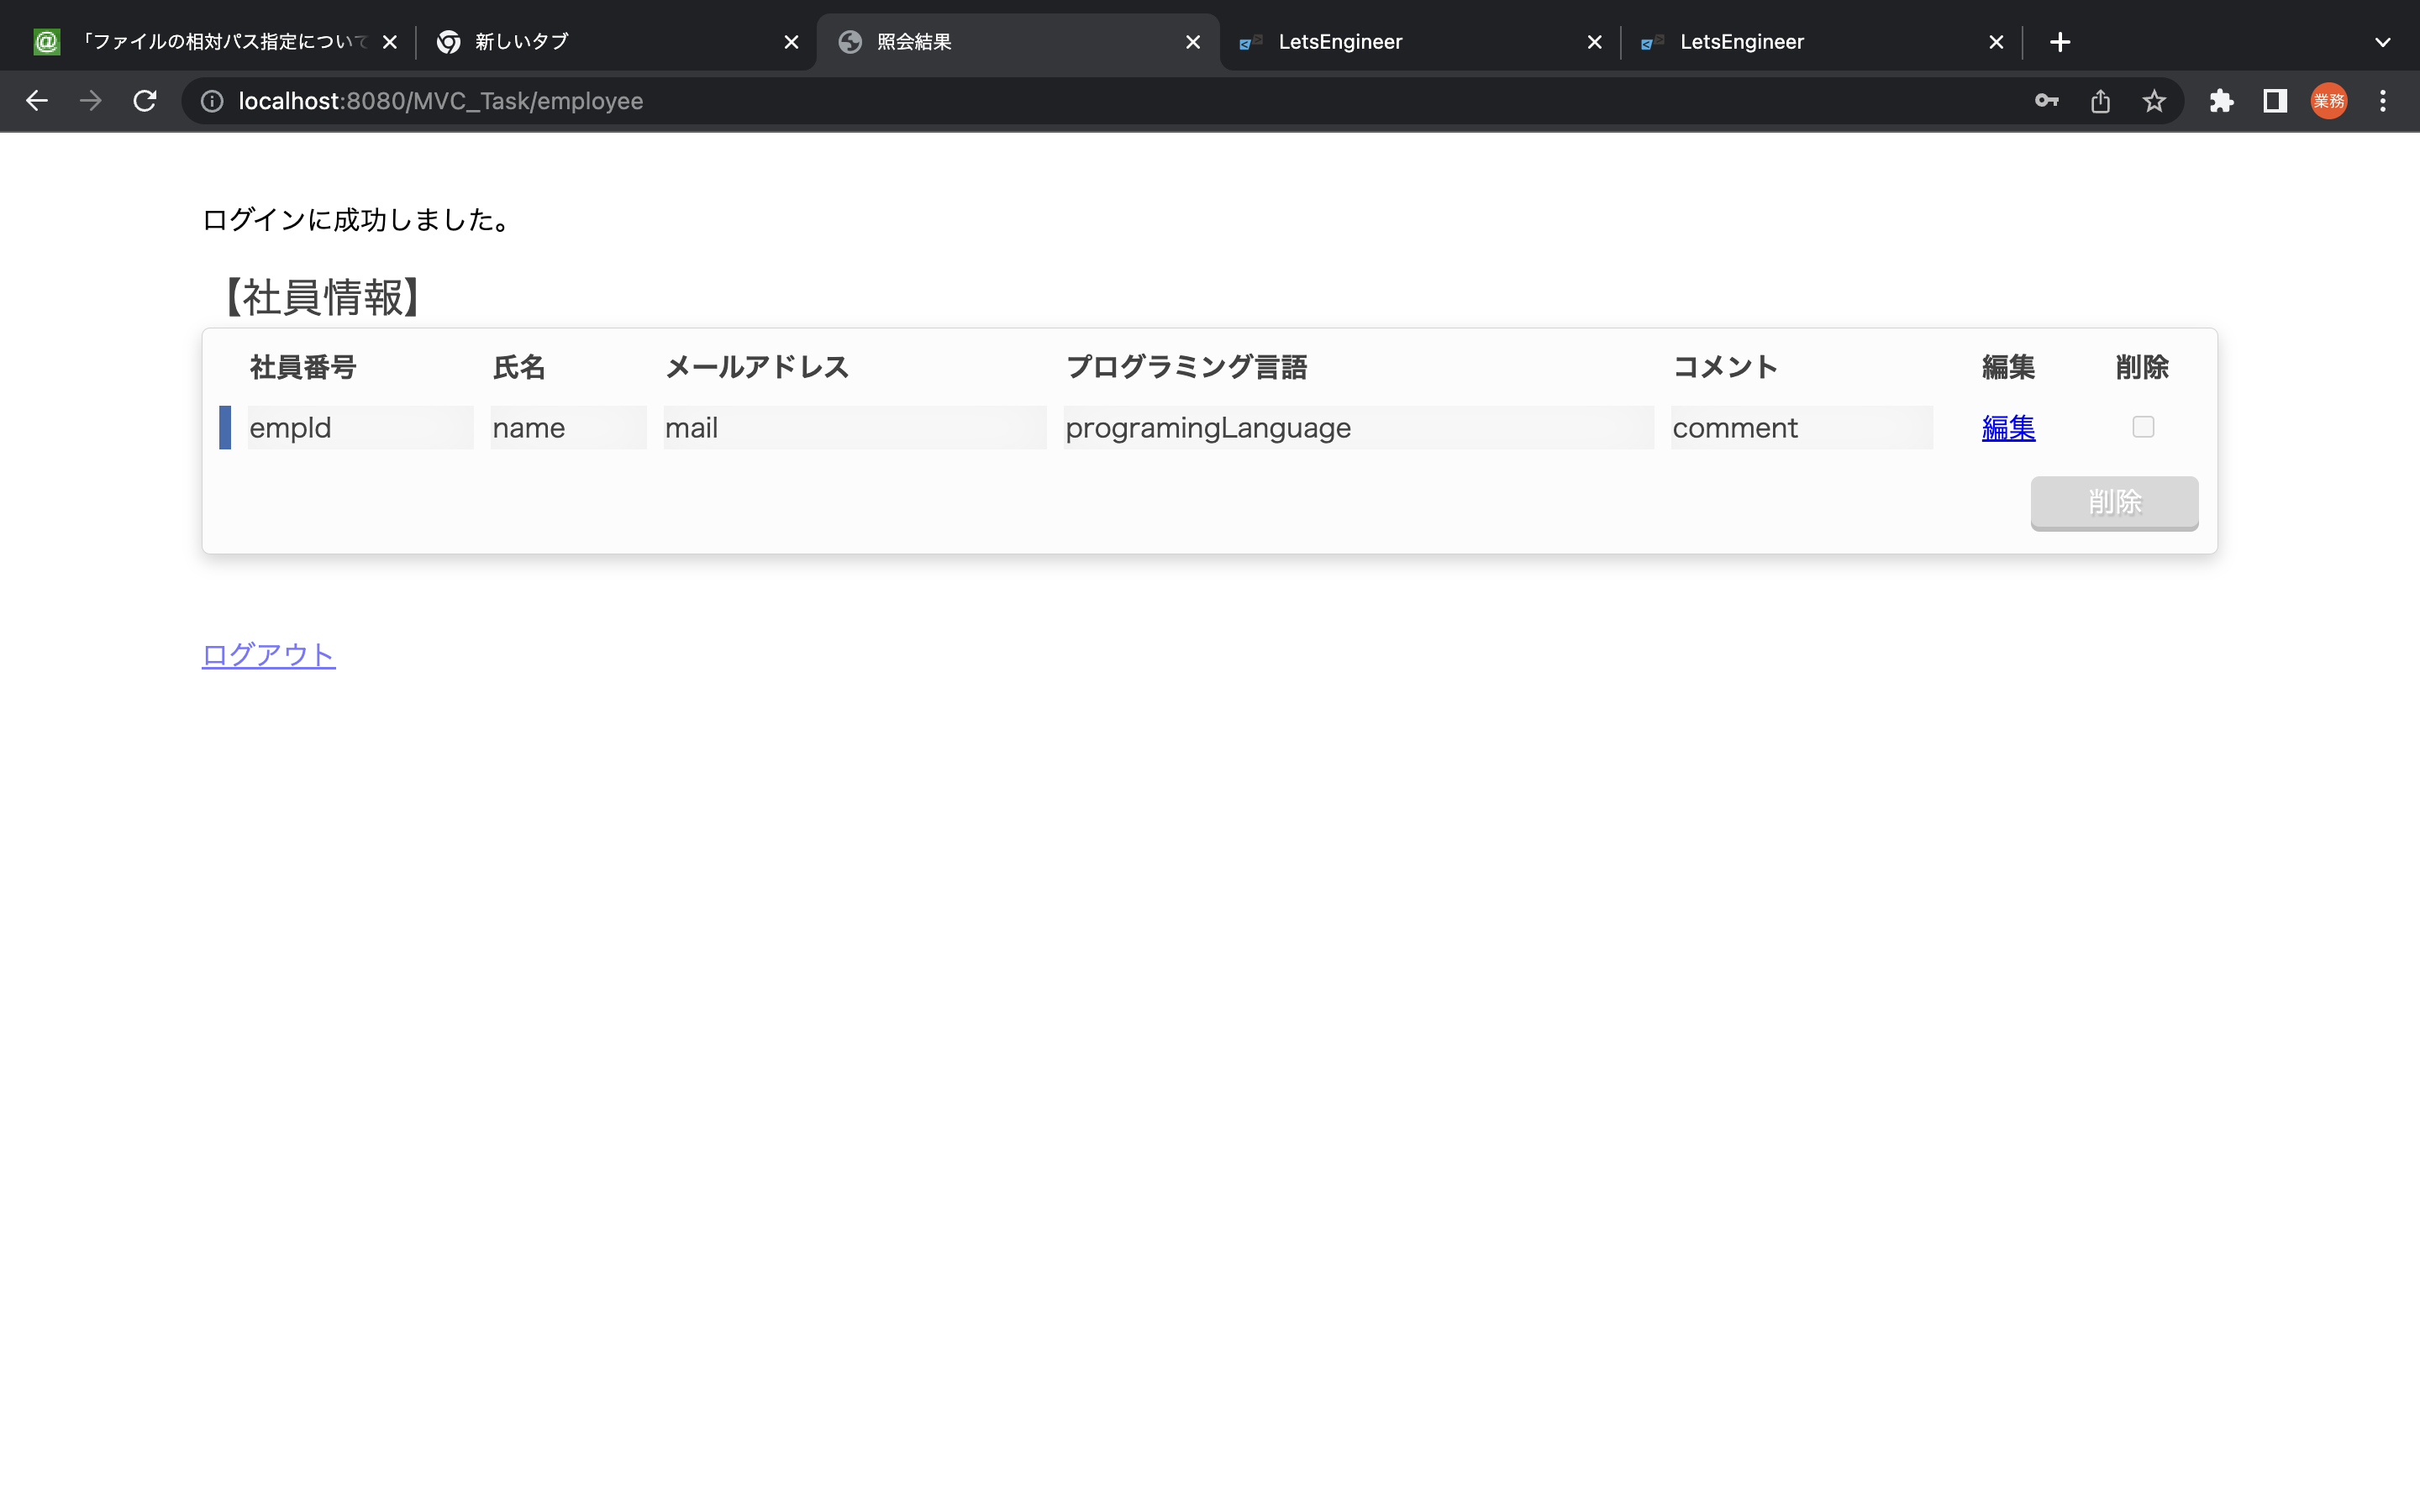 「ファイルの相対パス指定について
新しいタブ
照会結果
LetsEngineer
LetsEngineer
localhost:8080/MVC_Task/employee
業務
ログインに成功しました。
【社員情報】
社員番号 氏名 メールアドレス プログラミング言語 コメント 編集 削除
empId name mail programingLanguage comment 編集
削除
ログアウト